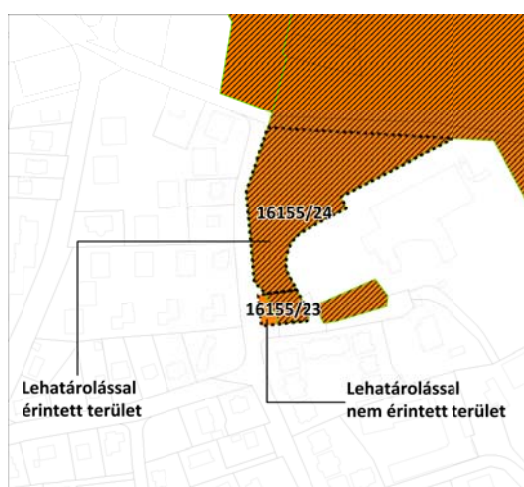 16155/24
16155/23
Lehatárolással
érintett terület
Lehatárolással
nem érintett terület